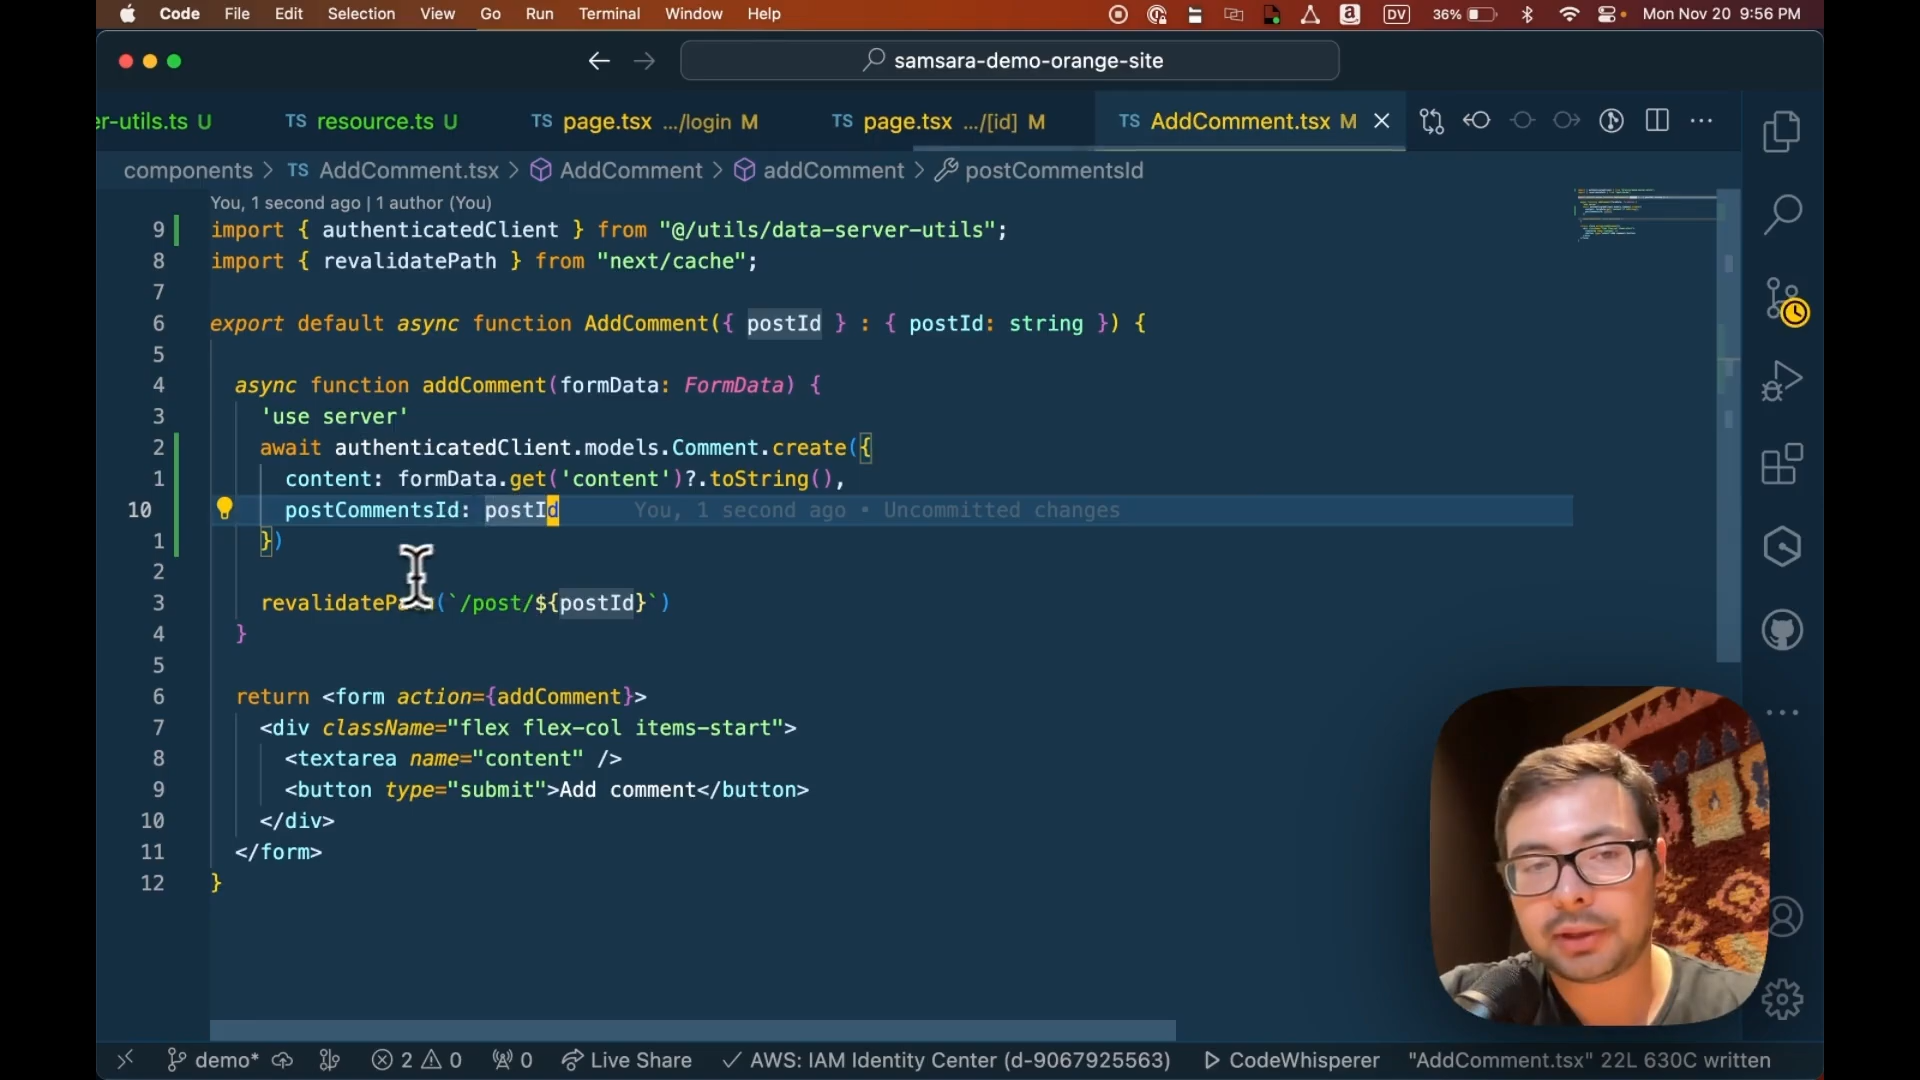 Code File Edit Selection View Go Run Terminal Window Help DV 36% Mon Nov 20 9:56 PM
samsara-demo-orange-site
er-utils.ts U TS resource.ts U TS page.tsx .../login M TS page.tsx .../[id] M TS AddComment.tsx M
components > TS AddComment.tsx > AddComment > addComment > postCommentsId
You, 1 second ago | 1 author (You)
9 import { authenticatedClient } from "@/utils/data-server-utils";
8 import { revalidatePath } from "next/cache";
7
6 export default async function AddComment({ postId } : { postId: string }) {
5
4 async function addComment(formData: FormData) {
3 'use server'
2 await authenticatedClient.models.Comment.create({
1 content: formData.get('content')?.toString(),
10 postCommentsId: postId You, 1 second ago • Uncommitted changes
1 })
2
3 revalidateP (`/post/${postId}`)
4 }
5
6 return <form action={addComment}>
7 <div className="flex flex-col items-start">
8 <textarea name="content" />
9 <button type="submit">Add comment</button>
10 </div>
11 </form>
12 }
demo* 2 0 0 Live Share AWS: IAM Identity Center (d-9067925563) CodeWhisperer "AddComment.tsx" 22L 630C written